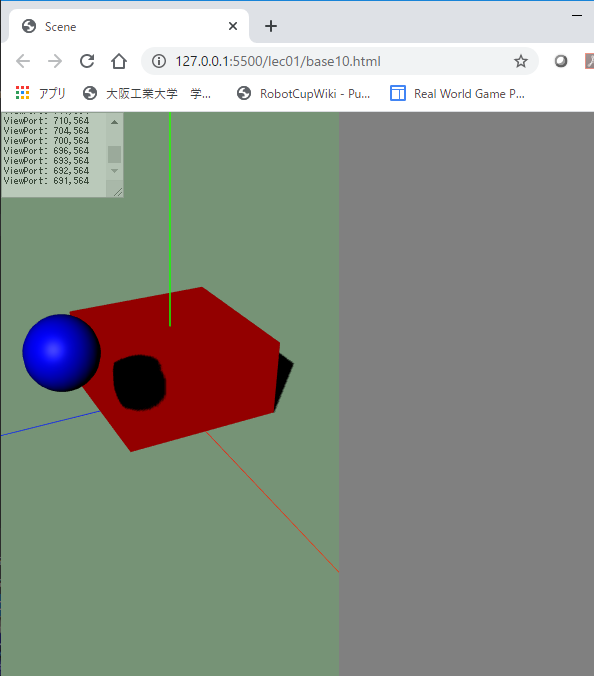 Scene
127.0.0.1:5500/lec01/base10.html
アプリ 大阪工業大学 学... RobotCupWiki - Pu... Real World Game P...
ViewPort: 710,564
ViewPort: 704,564
ViewPort: 700,564
ViewPort: 696,564
ViewPort: 693,564
ViewPort: 692,564
ViewPort: 691,564